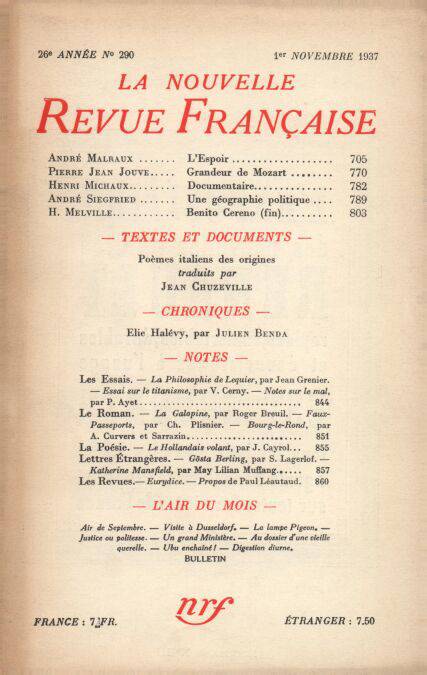 26e ANNÉE No 290 1er NOVEMBRE 1937
LA NOUVELLE
REVUE FRANÇAISE
ANDRÉ MALRAUX ....... L'Espoir .................. 705
PIERRE JEAN JOUVE..... Grandeur de Mozart ........ 770
HENRI MICHAUX......... Documentaire.............. 782
ANDRÉ SIEGFRIED ...... Une géographie politique .... 789
H. MELVILLE........... Benito Cereno (fin).......... 803
— TEXTES ET DOCUMENTS —
Poèmes italiens des origines
traduits par
JEAN CHUZEVILLE
— CHRONIQUES —
Elie Halévy, par JULIEN BENDA
— NOTES —
Les Essais. — La Philosophie de Lequier, par Jean Grenier.
— Essai sur le titanisme, par V. Cerny. — Notes sur le mal,
par P. Ayet ................................ 844
Le Roman. — La Galopine, par Roger Breuil. — Faux-
Passeports, par Ch. Plisnier. — Bourg-le-Rond, par
A. Curvers et Sarrazin........................ 851
La Poésie. — Le Hollandais volant, par J. Cayrol... 855
Lettres Étrangères. — Gösta Berling, par S. Lagerlof. —
Katherine Mansfield, par May Lilian Muffang...... 857
Les Revues.— Eurydice. — Propos de Paul Léautaud. 860
— L'AIR DU MOIS —
Air de Septembre. — Visite à Dusseldorf. — La lampe Pigeon. —
Justice ou politesse. — Un grand Ministère. — Au dossier d'une vieille
querelle. — Ubu enchaîné ! — Digestion diurne.
BULLETIN
nrf
FRANCE : 7 FR. ÉTRANGER : 7.50